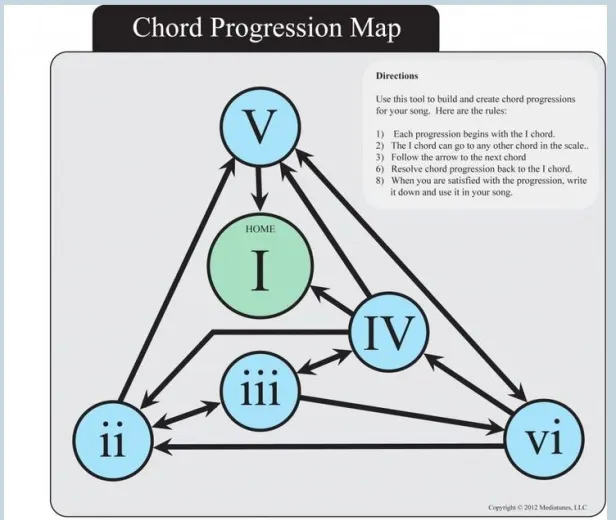 Chord Progression Map
Directions
Use this tool to build and create chord progressions
for your song. Here are the rules:
1) Each progression begins with the I chord.
2) The I chord can go to any other chord in the scale..
3) Follow the arrow to the next chord
6) Resolve chord progression back to the I chord.
8) When you are satisfied with the progression, write
it down and use it in your song.
V
HOME
I
IV
iii
ii
vi
Copyright © 2012 Mediatunes, LLC